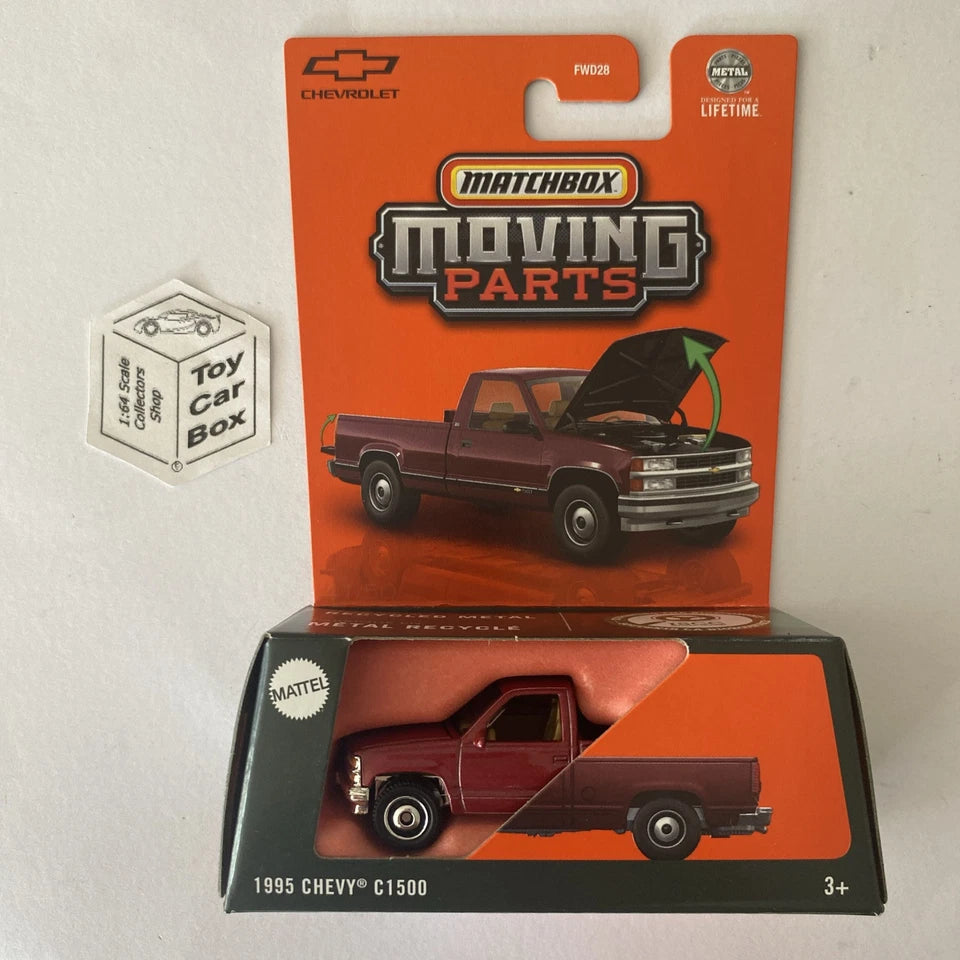 CHEVROLET
FWD28
METAL
DESIGNED FOR A
LIFETIME
MATCHBOX
MOVING
PARTS
1:64 Scale
Collectors
Shop
Toy
Car
Box
RECYCLED METAL
MÉTAL RECYCLÉ
MATTEL
1995 CHEVY® C1500
3+